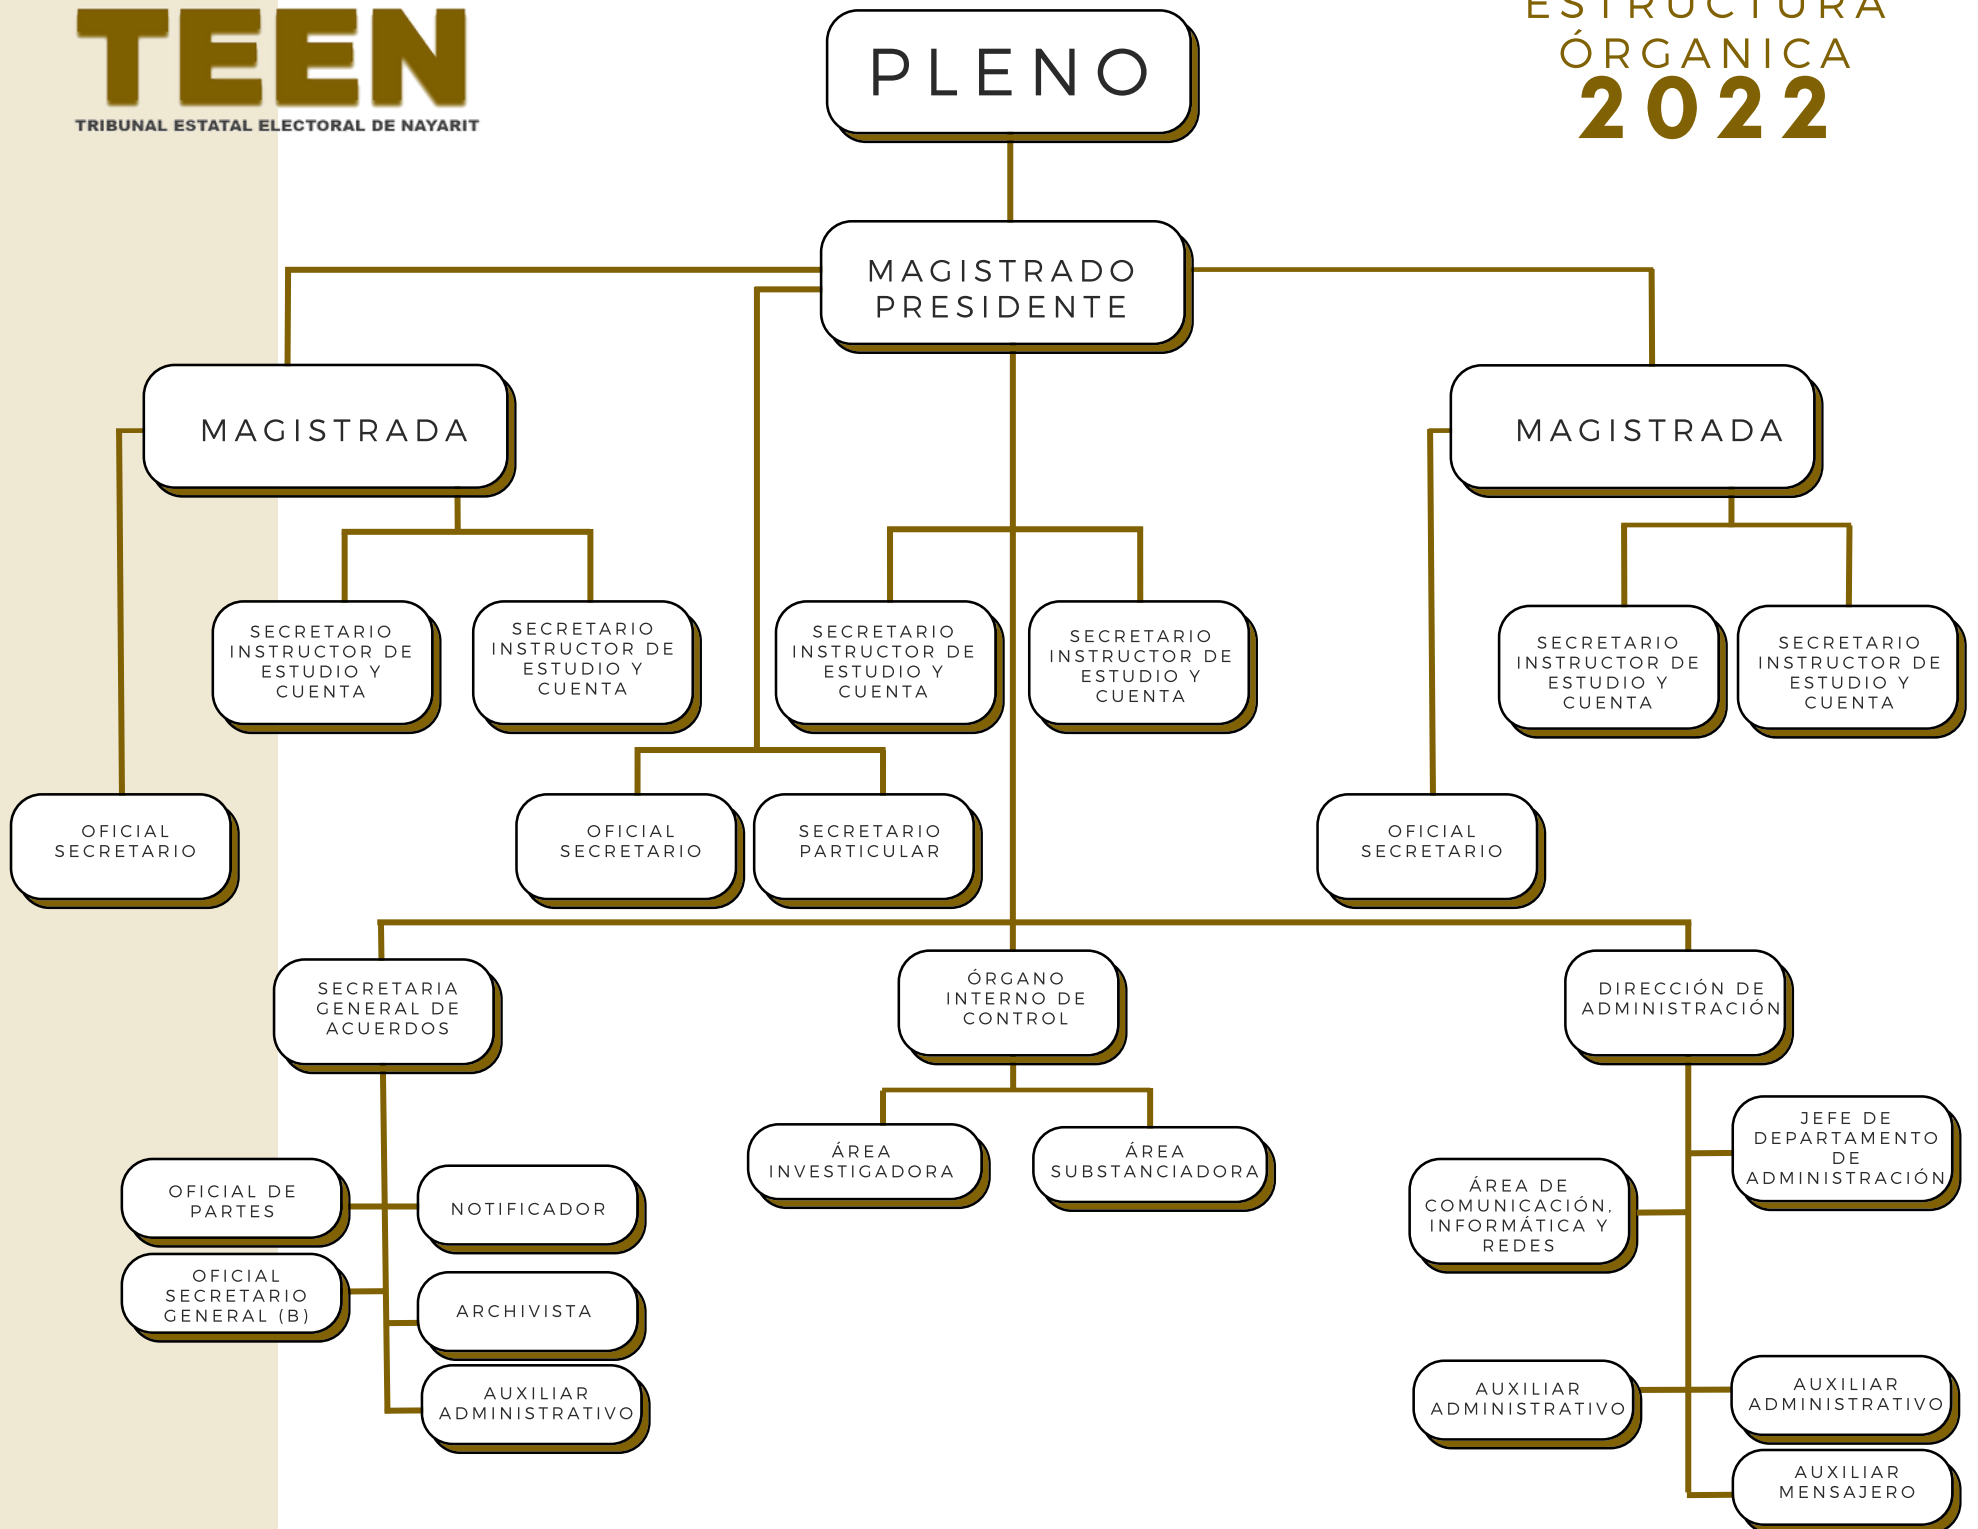 TEEN
TRIBUNAL ESTATAL ELECTORAL DE NAYARIT
ESTRUCTURA
ÓRGANICA
2022
PLENO
MAGISTRADO
PRESIDENTE
MAGISTRADA
MAGISTRADA
SECRETARIO
INSTRUCTOR DE
ESTUDIO Y
CUENTA
SECRETARIO
INSTRUCTOR DE
ESTUDIO Y
CUENTA
SECRETARIO
INSTRUCTOR DE
ESTUDIO Y
CUENTA
SECRETARIO
INSTRUCTOR DE
ESTUDIO Y
CUENTA
SECRETARIO
INSTRUCTOR DE
ESTUDIO Y
CUENTA
SECRETARIO
INSTRUCTOR DE
ESTUDIO Y
CUENTA
OFICIAL
SECRETARIO
OFICIAL
SECRETARIO
SECRETARIO
PARTICULAR
OFICIAL
SECRETARIO
SECRETARIA
GENERAL DE
ACUERDOS
ÓRGANO
INTERNO DE
CONTROL
DIRECCIÓN DE
ADMINISTRACIÓN
OFICIAL DE
PARTES
NOTIFICADOR
OFICIAL
SECRETARIO
GENERAL (B)
ARCHIVISTA
AUXILIAR
ADMINISTRATIVO
ÁREA
INVESTIGADORA
ÁREA
SUBSTANCIADORA
JEFE DE
DEPARTAMENTO
DE
ADMINISTRACIÓN
ÁREA DE
COMUNICACIÓN,
INFORMÁTICA Y
REDES
AUXILIAR
ADMINISTRATIVO
AUXILIAR
ADMINISTRATIVO
AUXILIAR
MENSAJERO